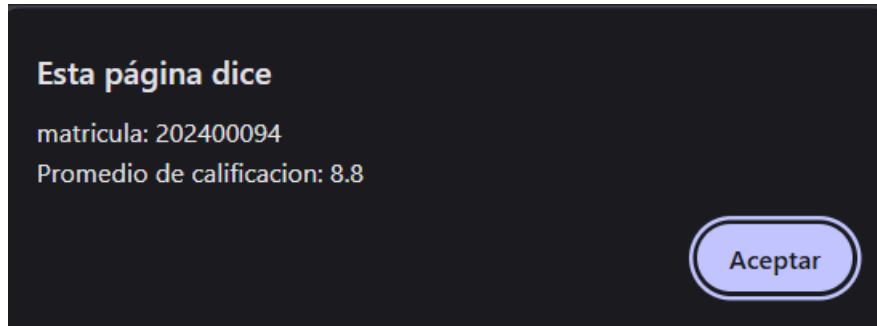 Esta página dice
matricula: 202400094
Promedio de calificacion: 8.8
Aceptar